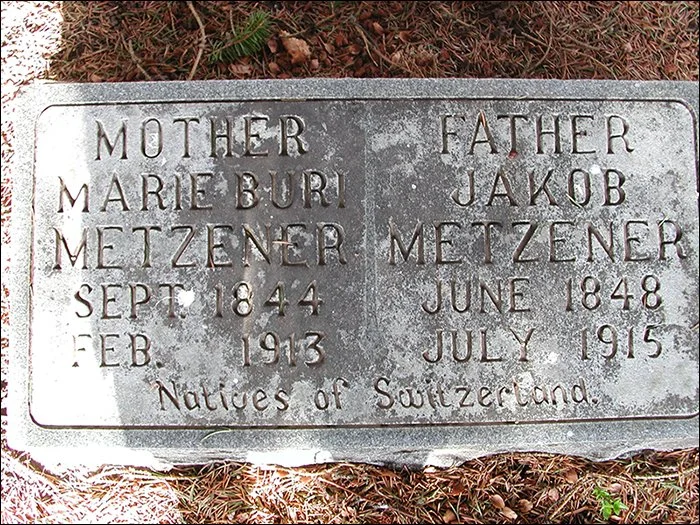 MOTHER
MARIE BURI
METZENER
SEPT. 1844
FEB. 1913
FATHER
JAKOB
METZENER
JUNE 1848
JULY 1915
Natives of Switzerland.